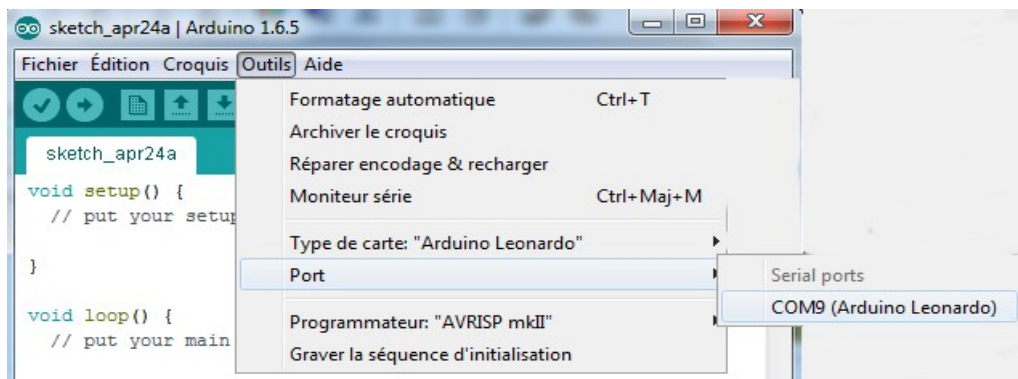 sketch_apr24a | Arduino 1.6.5
Fichier Édition Croquis Outils Aide
Formatage automatique Ctrl+T
Archiver le croquis
sketch_apr24a
Réparer encodage & recharger
void setup() {
Moniteur série Ctrl+Maj+M
// put your setup
Type de carte: "Arduino Leonardo"
}
Port
Serial ports
COM9 (Arduino Leonardo)
void loop() {
Programmateur: "AVRISP mkII"
// put your main
Graver la séquence d'initialisation